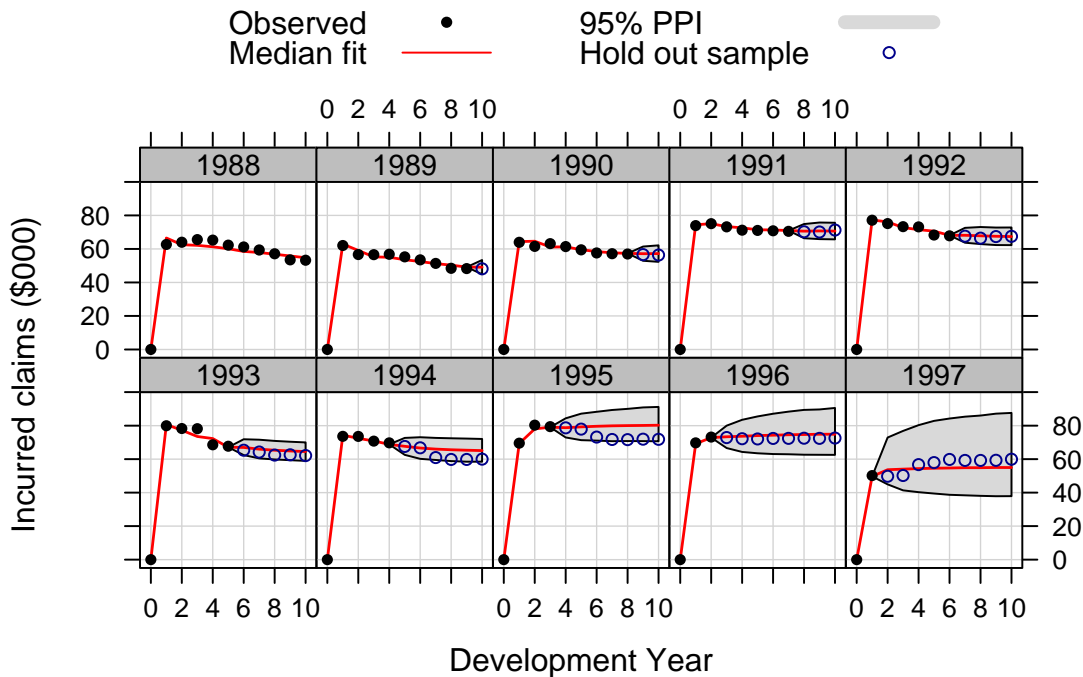 Observed 95% PPI
Median fit Hold out sample
0 2 4 6 8 10 0 2 4 6 8 10
1988 1989 1990 1991 1992
80
60
40
20
0
1993 1994 1995 1996 1997
80
60
40
20
0
0 2 4 6 8 10 0 2 4 6 8 10 0 2 4 6 8 10
Incurred claims ($000)
Development Year